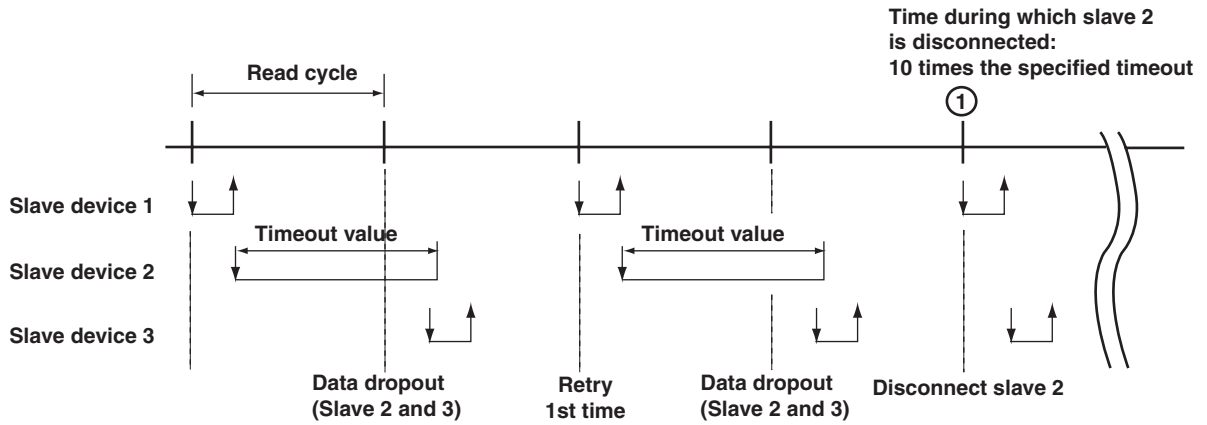 Time during which slave 2
is disconnected:
10 times the specified timeout
1
Read cycle
Slave device 1
Timeout value
Timeout value
Slave device 2
Slave device 3
Data dropout
(Slave 2 and 3)
Retry
1st time
Data dropout
(Slave 2 and 3)
Disconnect slave 2